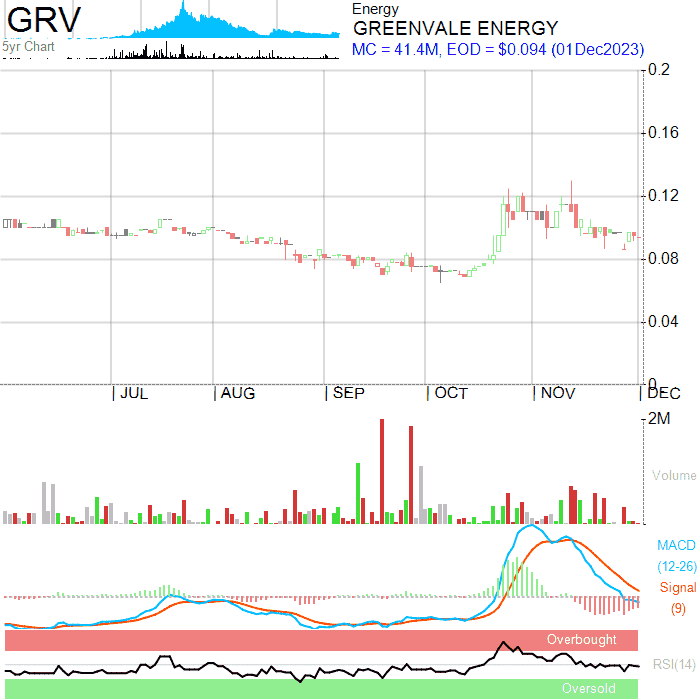 GRV
5yr Chart
Energy
GREENVALE ENERGY
MC = 41.4M, EOD = $0.094 (01Dec2023)
0.2
0.16
0.12
0.08
0.04
0
JUL
AUG
SEP
OCT
NOV
DEC
2M
Volume
MACD
(12-26)
Signal
(9)
Overbought
RSI(14)
Oversold